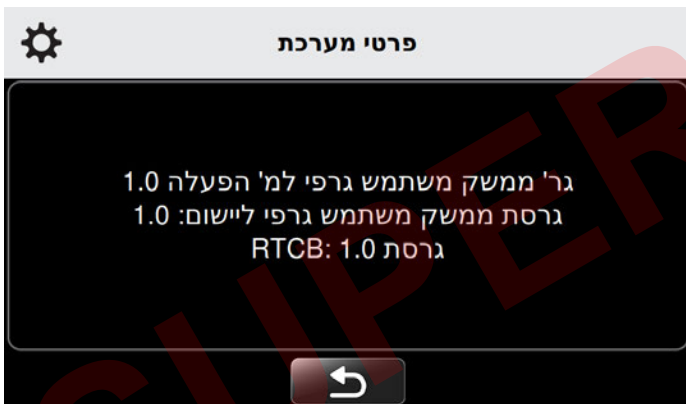 פרטי מערכת
גר' ממשק משתמש גרפי למ' הפעלה 1.0
גרסת ממשק משתמש גרפי ליישום: 1.0
גרסת RTCB: 1.0
SUPER